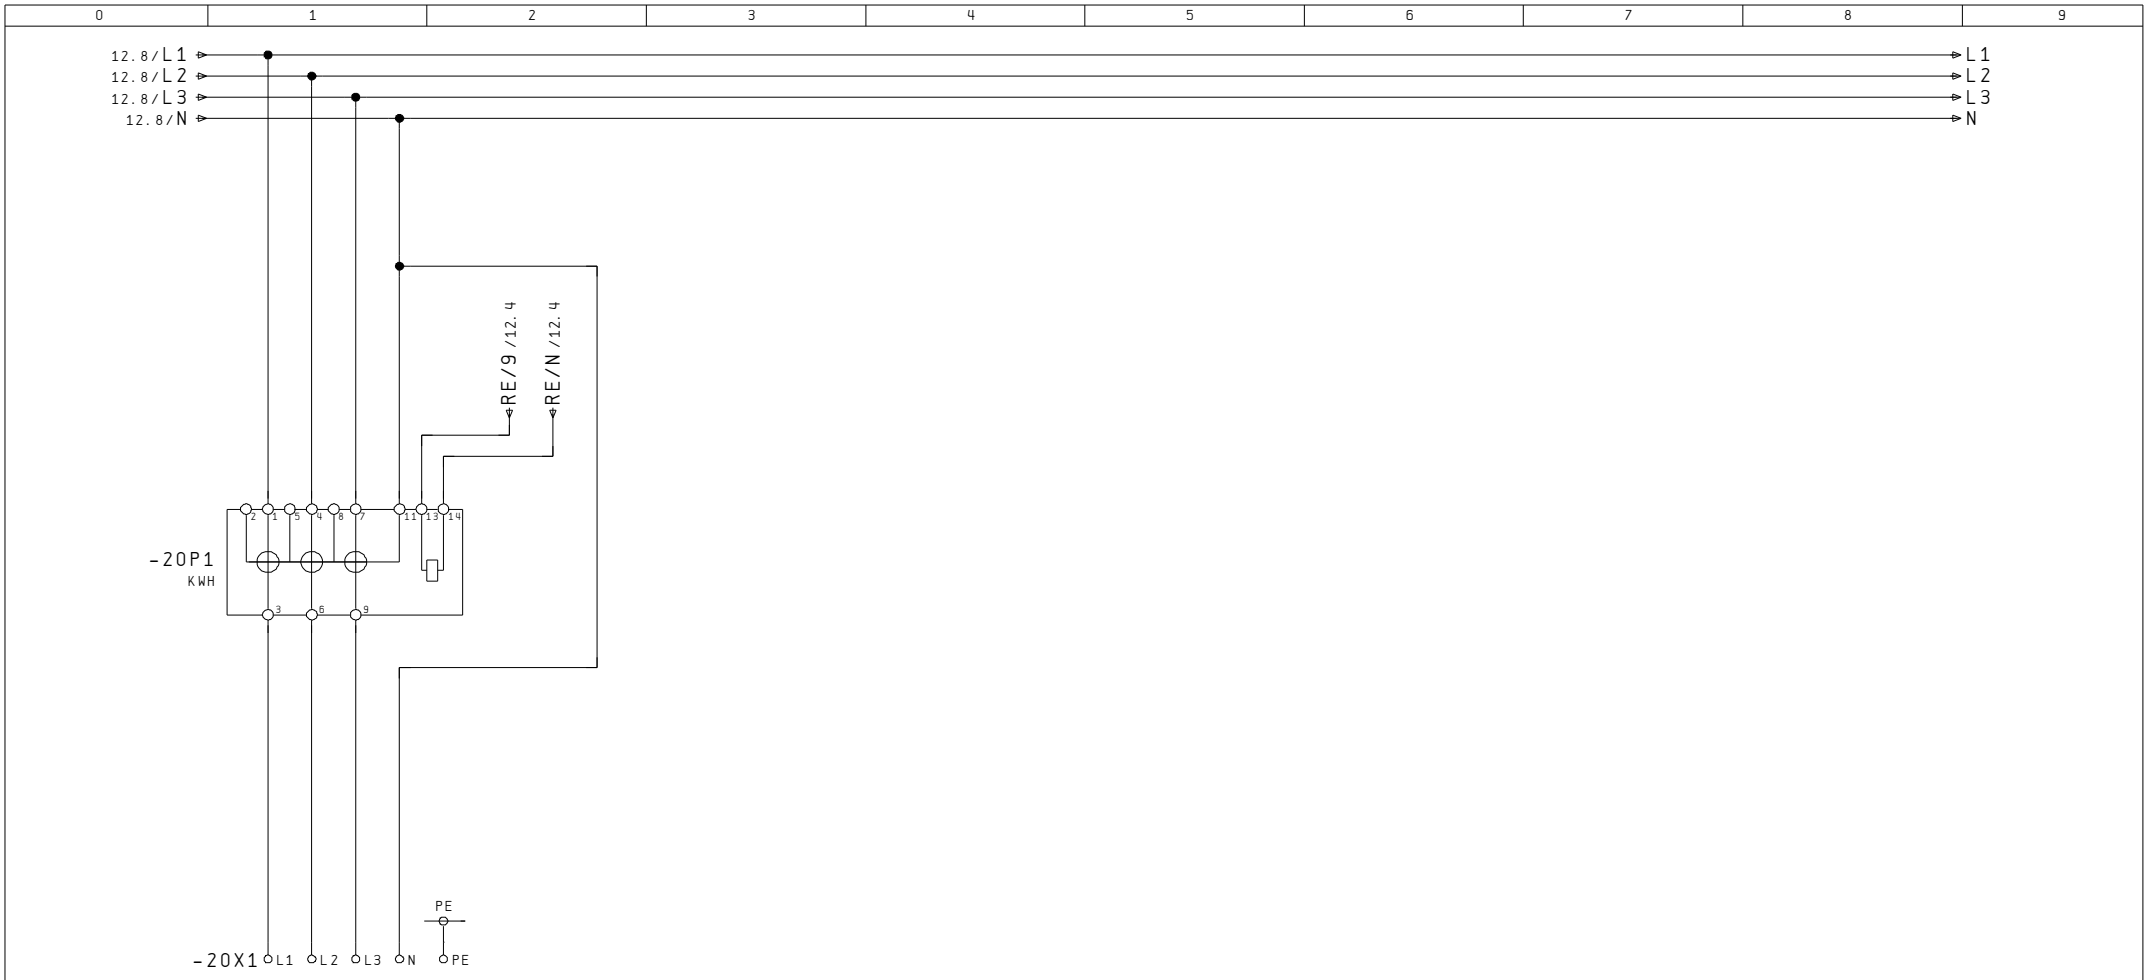 0 1 2 3 4 5 6 7 8 9
12.8/L1 L1
12.8/L2 L2
12.8/L3 L3
12.8/N N
RE/9 /12.4
RE/N /12.4
2 1 5 4 8 7 11 13 14
-20P1
KWH
3 6 9
PE
-20X1 L1 L2 L3 N PE